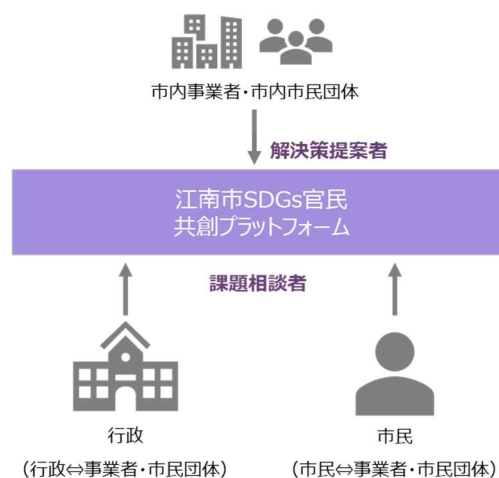 市内事業者・市内市民団体
解決策提案者
江南市SDGs官民
共創プラットフォーム
課題相談者
行政
市民
（行政⇔事業者・市民団体）
（市民⇔事業者・市民団体）